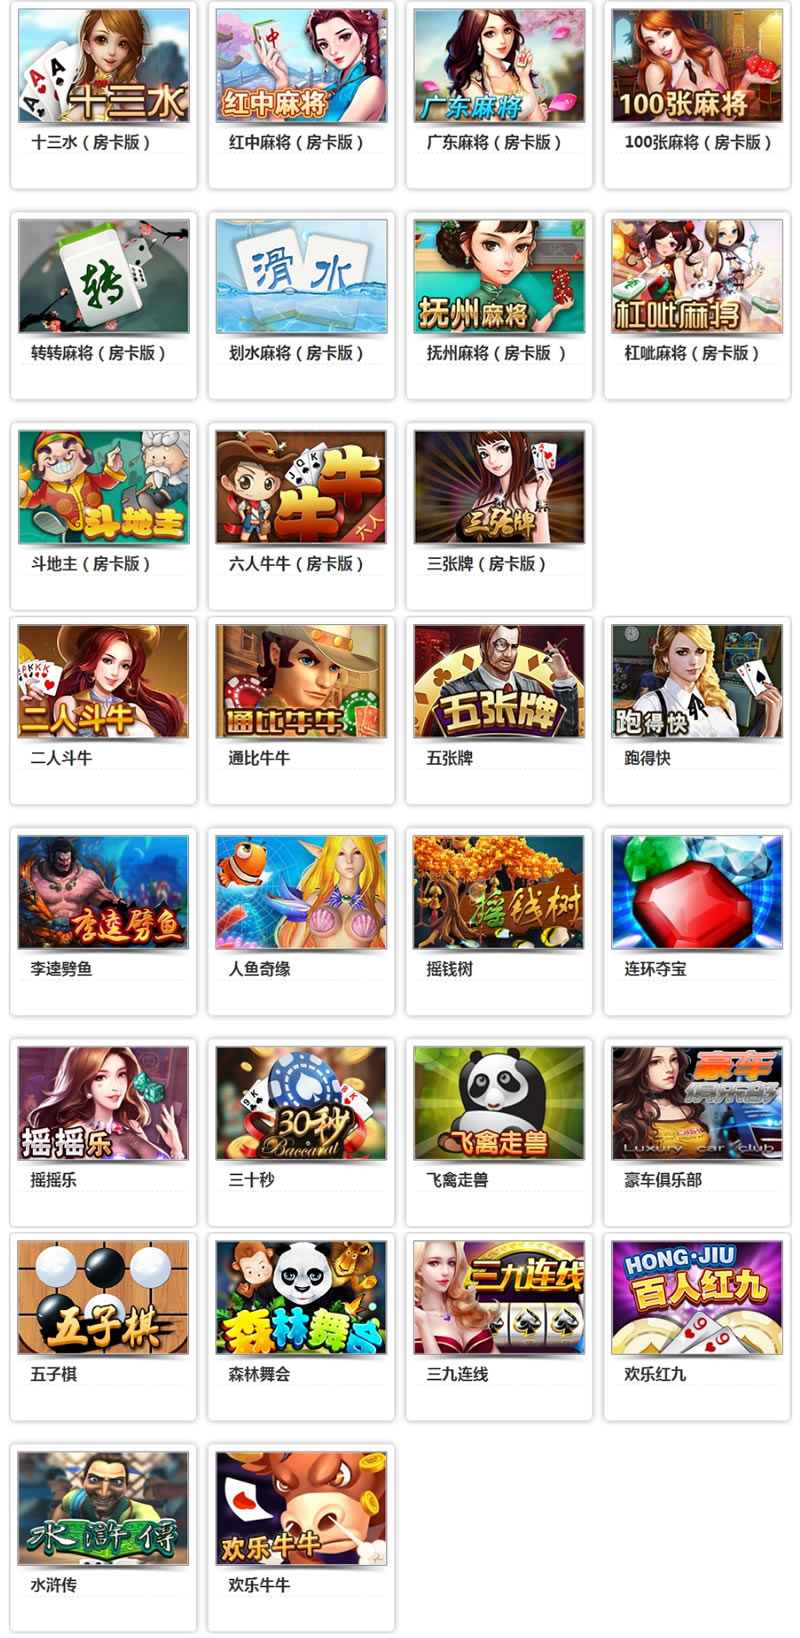 十三水
红中麻将
广东麻将
100张麻将
十三水（房卡版）
红中麻将（房卡版）
广东麻将（房卡版）
100张麻将（房卡版）
转
滑水
抚州麻将
杠呲麻将
转转麻将（房卡版）
划水麻将（房卡版）
抚州麻将（房卡版 ）
杠呲麻将（房卡版）
斗地主
牛牛
六人
三张牌
斗地主（房卡版）
六人牛牛（房卡版）
三张牌（房卡版）
二人斗牛
通比牛牛
五张牌
跑得快
二人斗牛
通比牛牛
五张牌
跑得快
李逵劈鱼
摇钱树
李逵劈鱼
人鱼奇缘
摇钱树
连环夺宝
摇摇乐
30秒
Baccarat
飞禽走兽
豪车
俱乐部
Luxury car club
摇摇乐
三十秒
飞禽走兽
豪车俱乐部
五子棋
森林舞会
三九连线
HONG·JIU
百人红九
五子棋
森林舞会
三九连线
欢乐红九
水浒传
欢乐牛牛
水浒传
欢乐牛牛